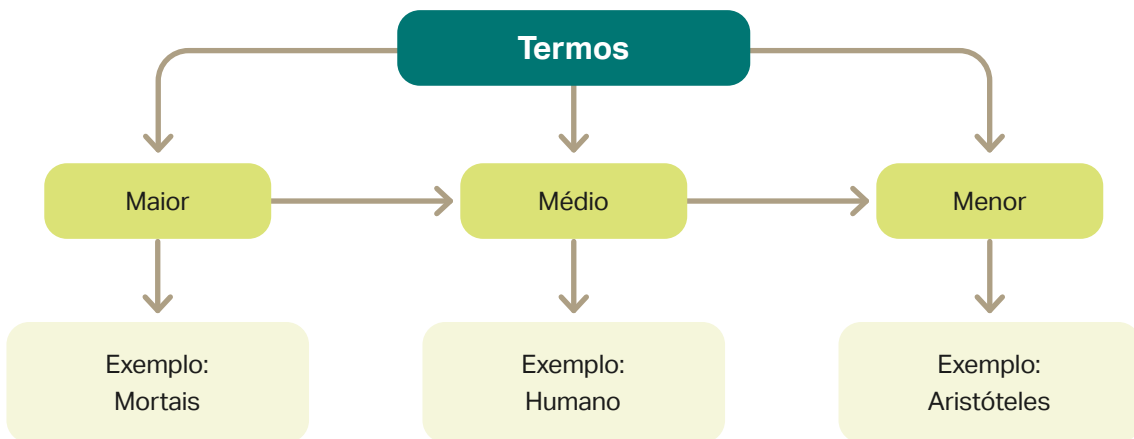 Termos
Maior
Médio
Menor
Exemplo:
Mortais
Exemplo:
Humano
Exemplo:
Aristóteles